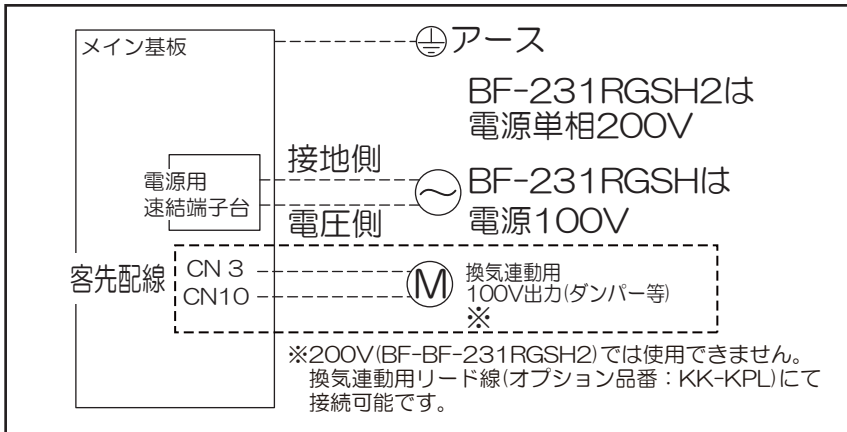 メイン基板
アース
BF-231RGSH2は
電源単相200V
接地側
電源用
速結端子台
BF-231RGSHは
電源100V
電圧側
客先配線
CN3
CN10
M
換気連動用
100V出力(ダンパー等)
※
※200V(BF-BF-231RGSH2)では使用できません。
換気連動用リード線(オプション品番：KK-KPL)にて
接続可能です。